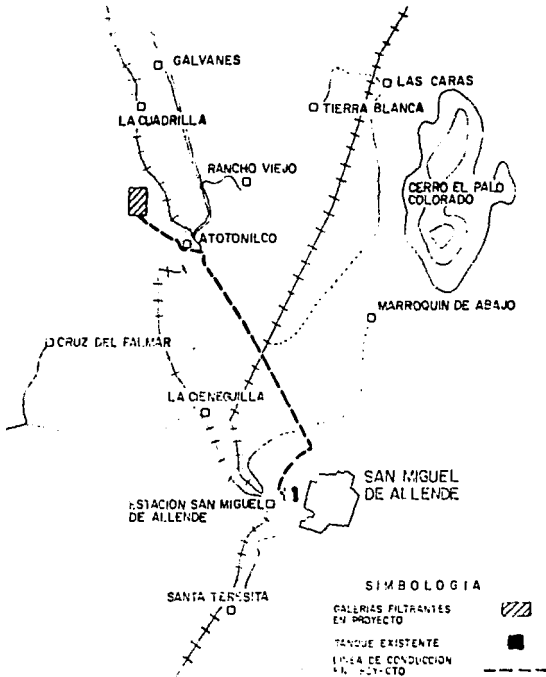 GALVANES
LAS CARAS
LA CUADRILLA
TIERRA BLANCA
RANCHO VIEJO
CERRO EL PALO
COLORADO
ATOTONILCO
MARROQUIN DE ABAJO
CRUZ DEL PALMAR
LA CIENEGUILLA
SAN MIGUEL
DE ALLENDE
ESTACION SAN MIGUEL
DE ALLENDE
SANTA TERESITA
SIMBOLOGIA
GALERIAS FILTRANTES
EN PROYECTO
TANQUE EXISTENTE
LINEA DE CONDUCCION
EN PROYECTO